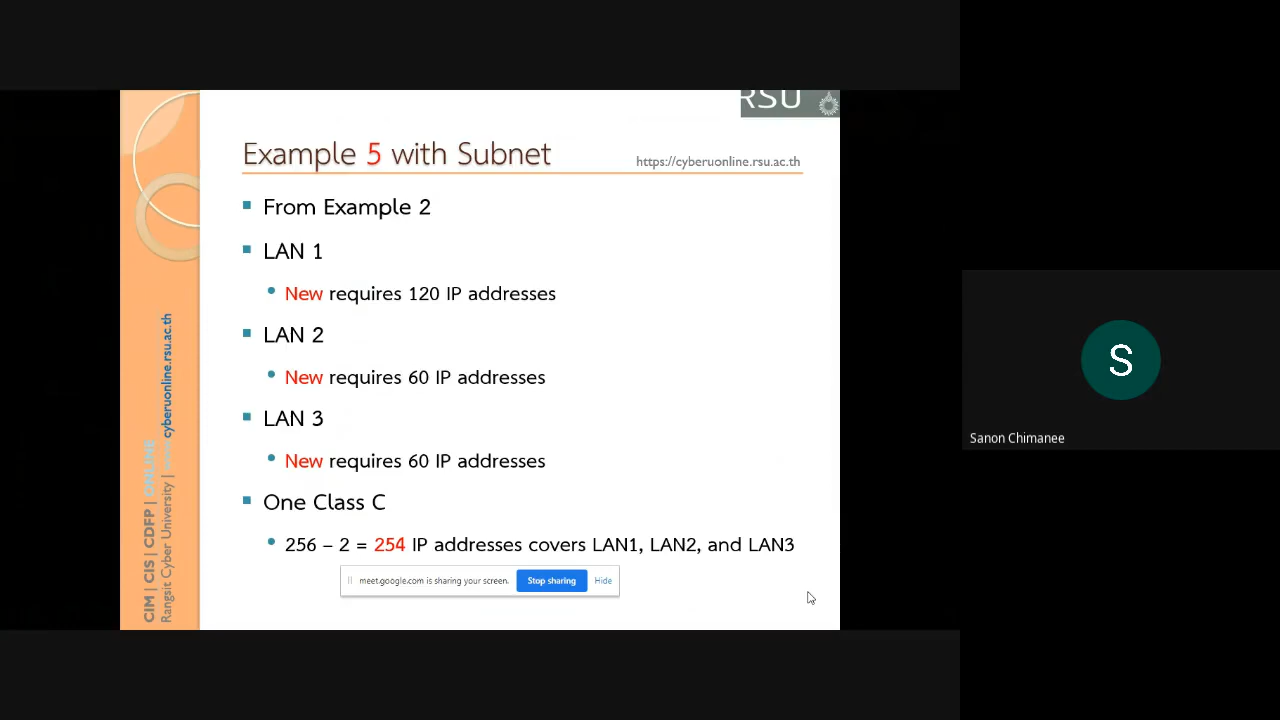 RSU
Example 5 with Subnet
https://cyberuonline.rsu.ac.th
From Example 2
LAN 1
New requires 120 IP addresses
LAN 2
New requires 60 IP addresses
LAN 3
New requires 60 IP addresses
One Class C
256 – 2 = 254 IP addresses covers LAN1, LAN2, and LAN3
meet.google.com is sharing your screen.
Stop sharing
Hide
CIM | CIS | CDFP | ONLINE
Rangsit Cyber University | cyberuonline.rsu.ac.th
S
Sanon Chimanee